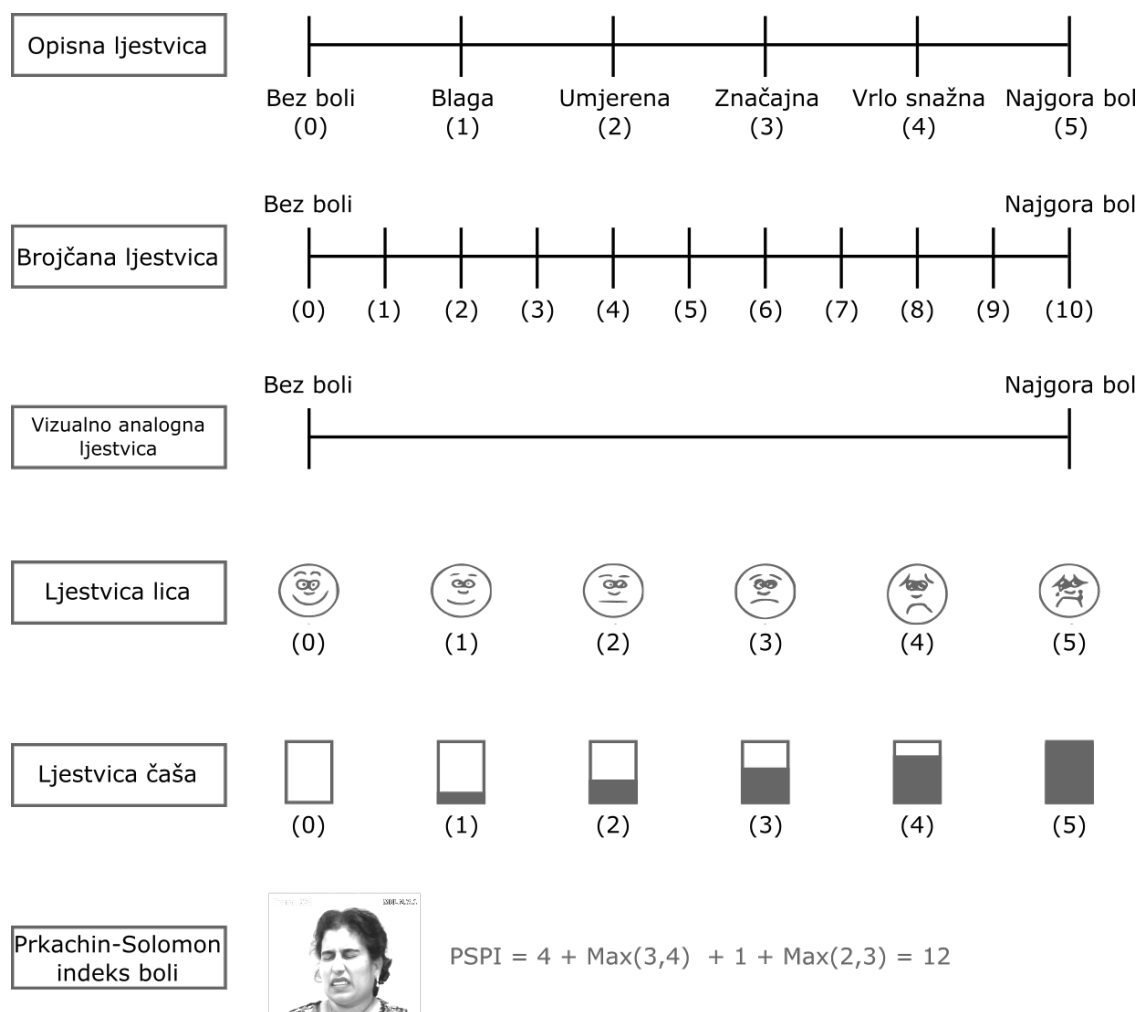 Opisna ljestvica
Bez boli Blaga Umjerena Značajna Vrlo snažna Najgora bol
(0) (1) (2) (3) (4) (5)
Bez boli Najgora bol
Brojčana ljestvica
(0) (1) (2) (3) (4) (5) (6) (7) (8) (9) (10)
Bez boli Najgora bol
Vizualno analogna
ljestvica
Ljestvica lica
(0) (1) (2) (3) (4) (5)
Ljestvica čaša
(0) (1) (2) (3) (4) (5)
Prkachin-Solomon
indeks boli
PSPI = 4 + Max(3,4) + 1 + Max(2,3) = 12